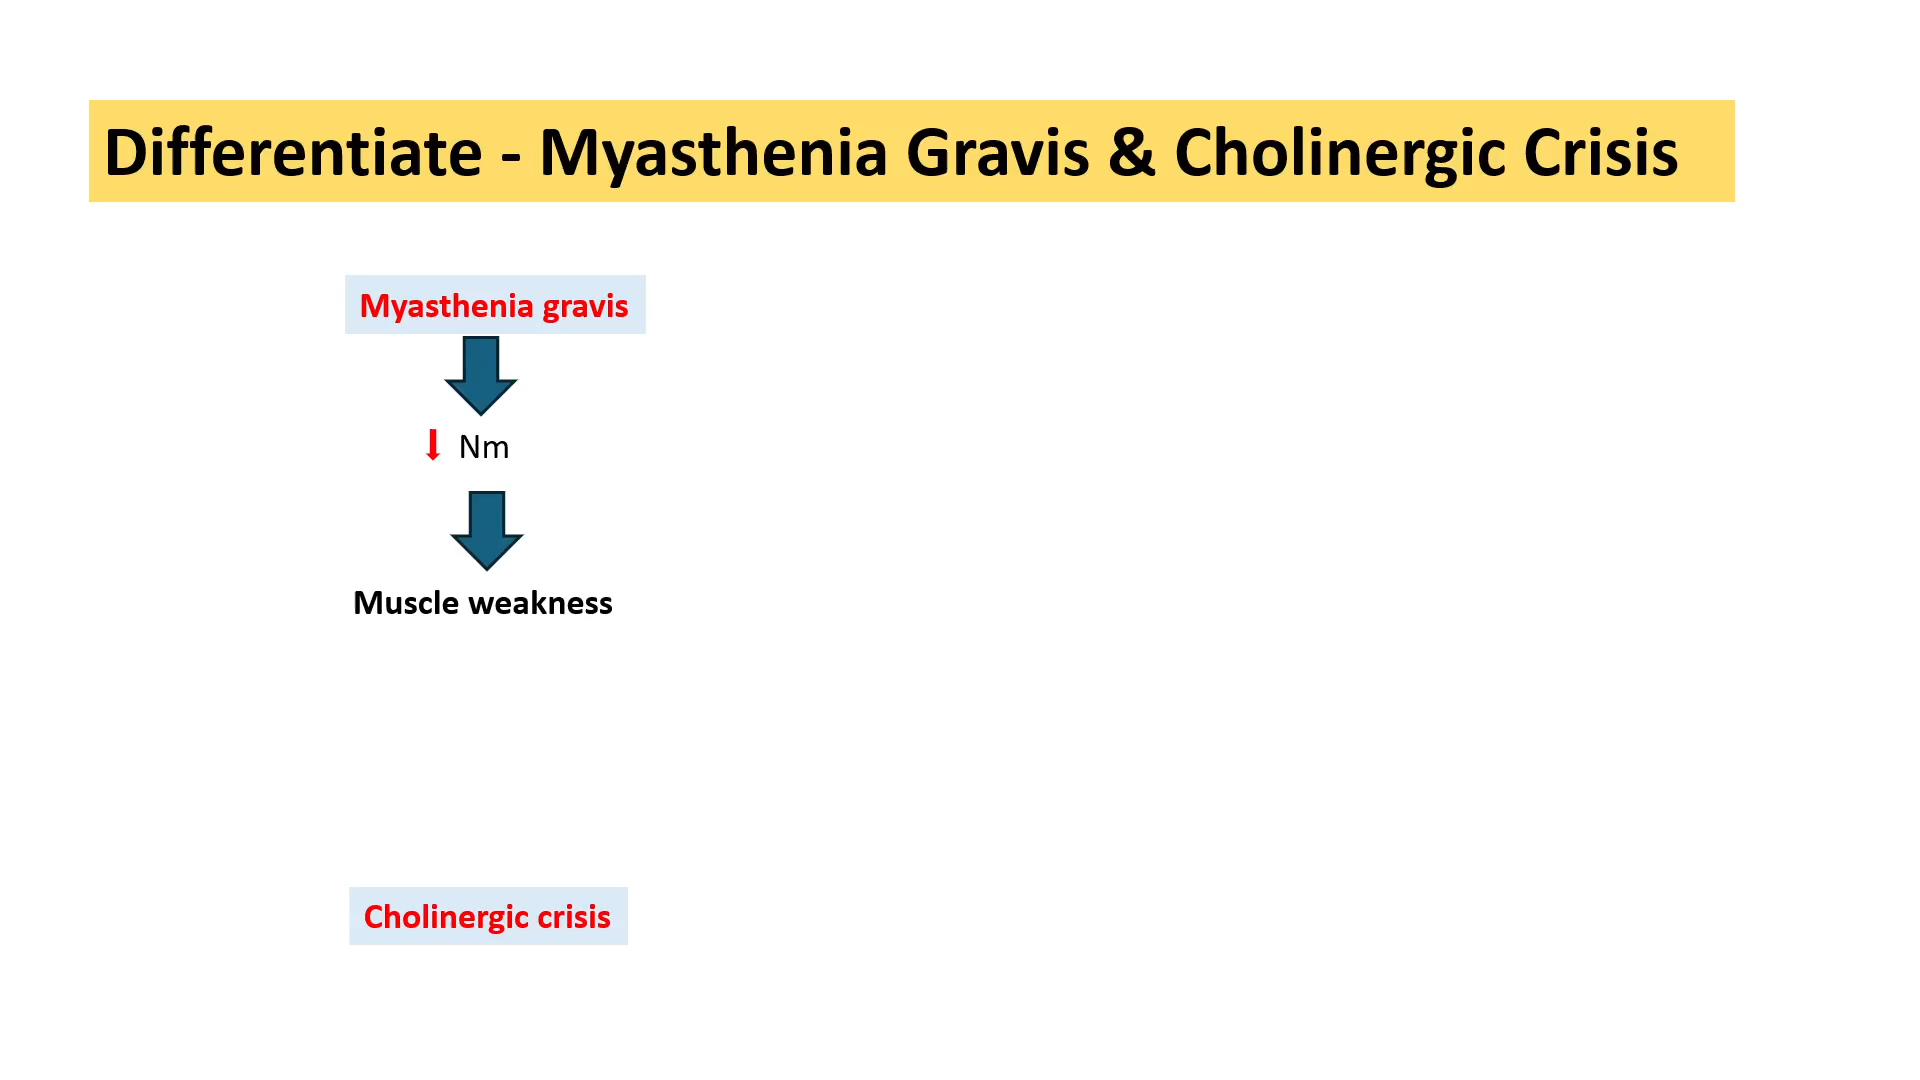 Differentiate - Myasthenia Gravis & Cholinergic Crisis
Myasthenia gravis
Nm
Muscle weakness
Cholinergic crisis